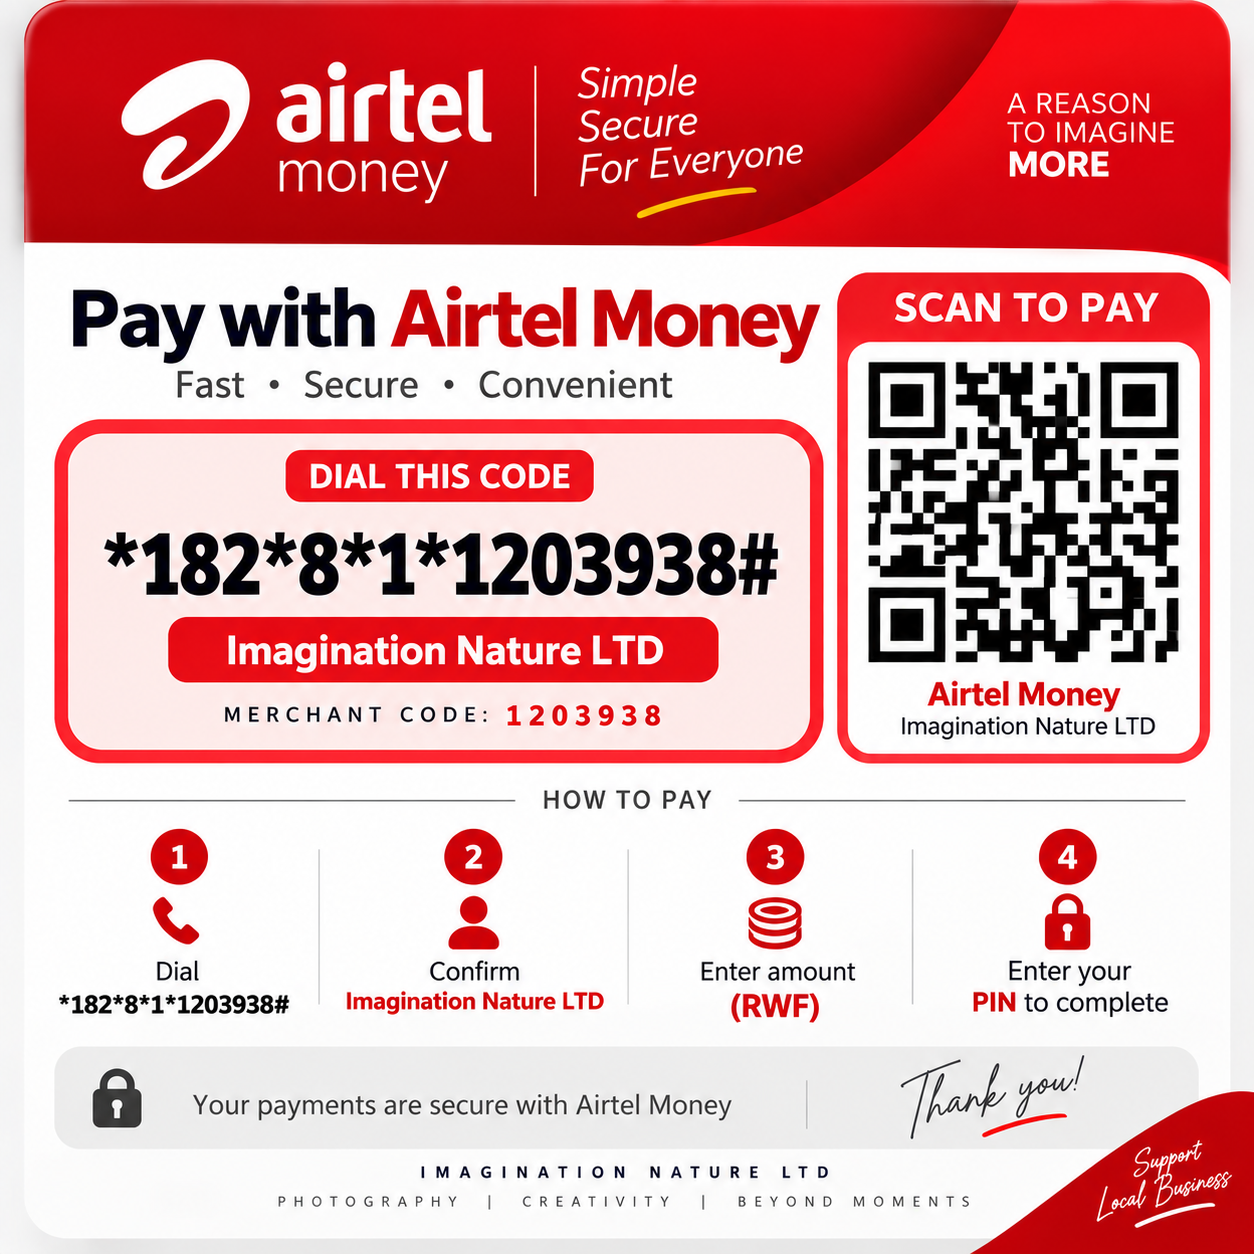 airtel
money
Simple
Secure
For Everyone
A REASON
TO IMAGINE
MORE
Pay with Airtel Money
Fast • Secure • Convenient
DIAL THIS CODE
*182*8*1*1203938#
Imagination Nature LTD
MERCHANT CODE: 1203938
SCAN TO PAY
Airtel Money
Imagination Nature LTD
HOW TO PAY
1
Dial
*182*8*1*1203938#
2
Confirm
Imagination Nature LTD
3
Enter amount
(RWF)
4
Enter your
PIN to complete
Your payments are secure with Airtel Money
Thank you!
IMAGINATION NATURE LTD
PHOTOGRAPHY | CREATIVITY | BEYOND MOMENTS
Support
Local Business